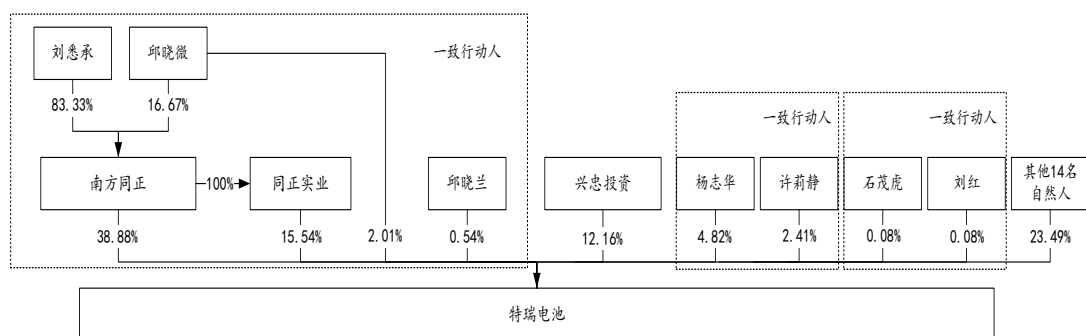 刘悉承
邱晓微
一致行动人
83.33%
16.67%
一致行动人
一致行动人
南方同正
100%
同正实业
邱晓兰
兴忠投资
杨志华
许莉静
石茂虎
刘红
其他14名
自然人
38.88%
15.54%
2.01%
0.54%
12.16%
4.82%
2.41%
0.08%
0.08%
23.49%
特瑞电池